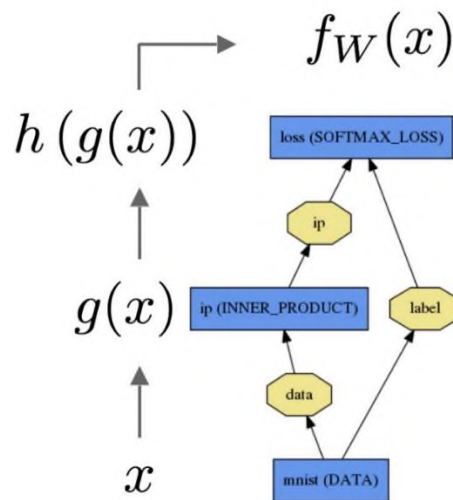 f_W(x)
h(g(x))
loss (SOFTMAX_LOSS)
ip
g(x)
ip (INNER_PRODUCT)
label
data
x
mnist (DATA)